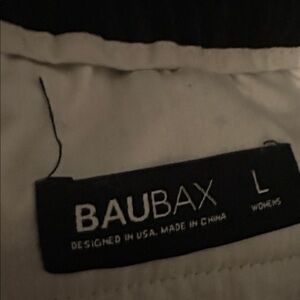 BAUBAX L
WOMENS
DESIGNED IN USA. MADE IN CHINA